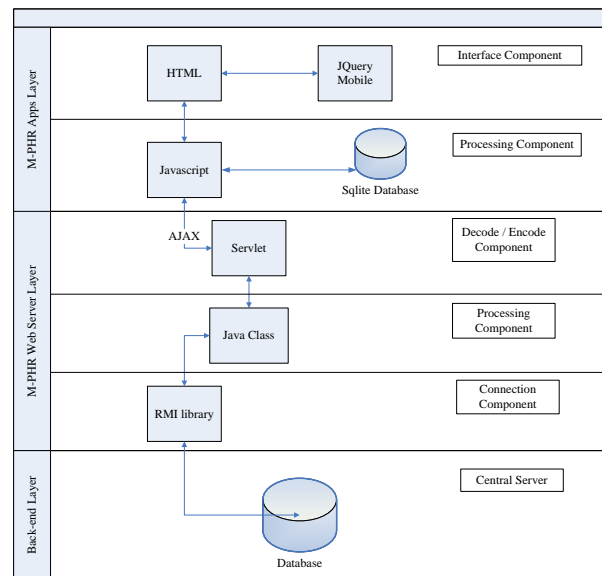 M-PHR Apps Layer
HTML
JQuery
Mobile
Interface Component
Javascript
Sqlite Database
Processing Component
M-PHR Web Server Layer
AJAX
Servlet
Decode / Encode
Component
Java Class
Processing
Component
RMI library
Connection
Component
Back-end Layer
Database
Central Server